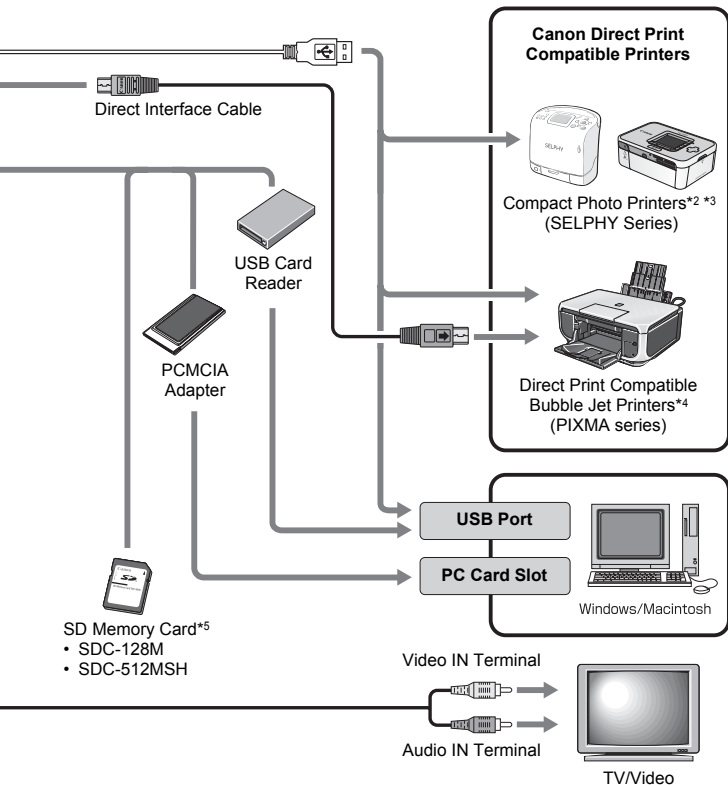 Canon Direct Print
Compatible Printers
Direct Interface Cable
SELPHY
Compact Photo Printers*2 *3
(SELPHY Series)
USB Card
Reader
PCMCIA
Adapter
Direct Print Compatible
Bubble Jet Printers*4
(PIXMA series)
USB Port
PC Card Slot
Windows/Macintosh
SD Memory Card*5
• SDC-128M
• SDC-512MSH
Video IN Terminal
Audio IN Terminal
TV/Video